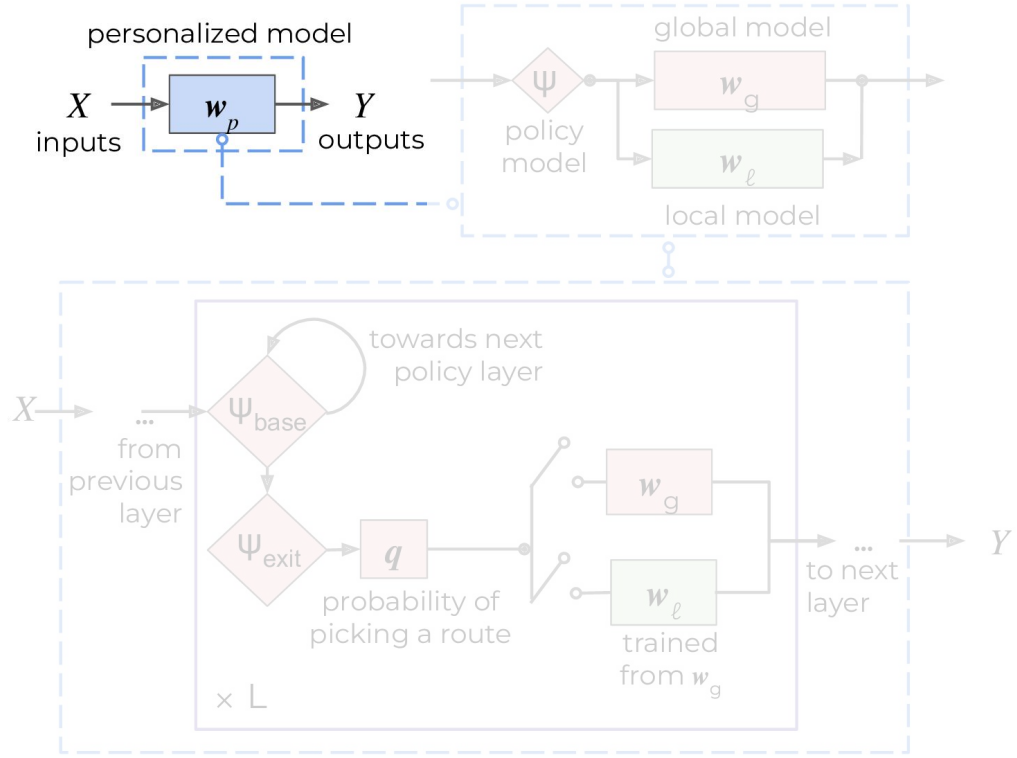 personalized model
X
w_p
Y
inputs
outputs
global model
Ψ
w_g
policy
model
w_ℓ
local model
towards next
policy layer
X
...
Ψ_base
from
previous
layer
w_g
Ψ_exit
q
...
Y
to next
layer
probability of
picking a route
w_ℓ
trained
from w_g
× L